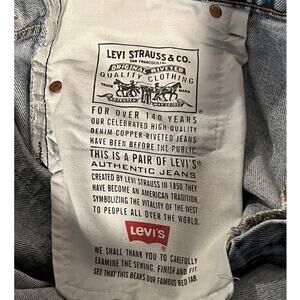 LEVI STRAUSS & CO.
SAN FRANCISCO, CAL.
ORIGINAL RIVETED
QUALITY CLOTHING
TRADE MARK
FOR OVER 140 YEARS
OUR CELEBRATED HIGH-QUALITY
DENIM COPPER-RIVETED JEANS
HAVE BEEN BEFORE THE PUBLIC
THIS IS A PAIR OF LEVI'S®
AUTHENTIC JEANS
CREATED BY LEVI STRAUSS IN 1850, THEY
HAVE BECOME AN AMERICAN TRADITION,
SYMBOLIZING THE VITALITY OF THE WEST
TO PEOPLE ALL OVER THE WORLD.
LEVI'S
WE SHALL THANK YOU TO CAREFULLY
EXAMINE THE SEWING, FINISH AND FIT.
SEE THAT THIS BEARS OUR FAMOUS RED TAB.